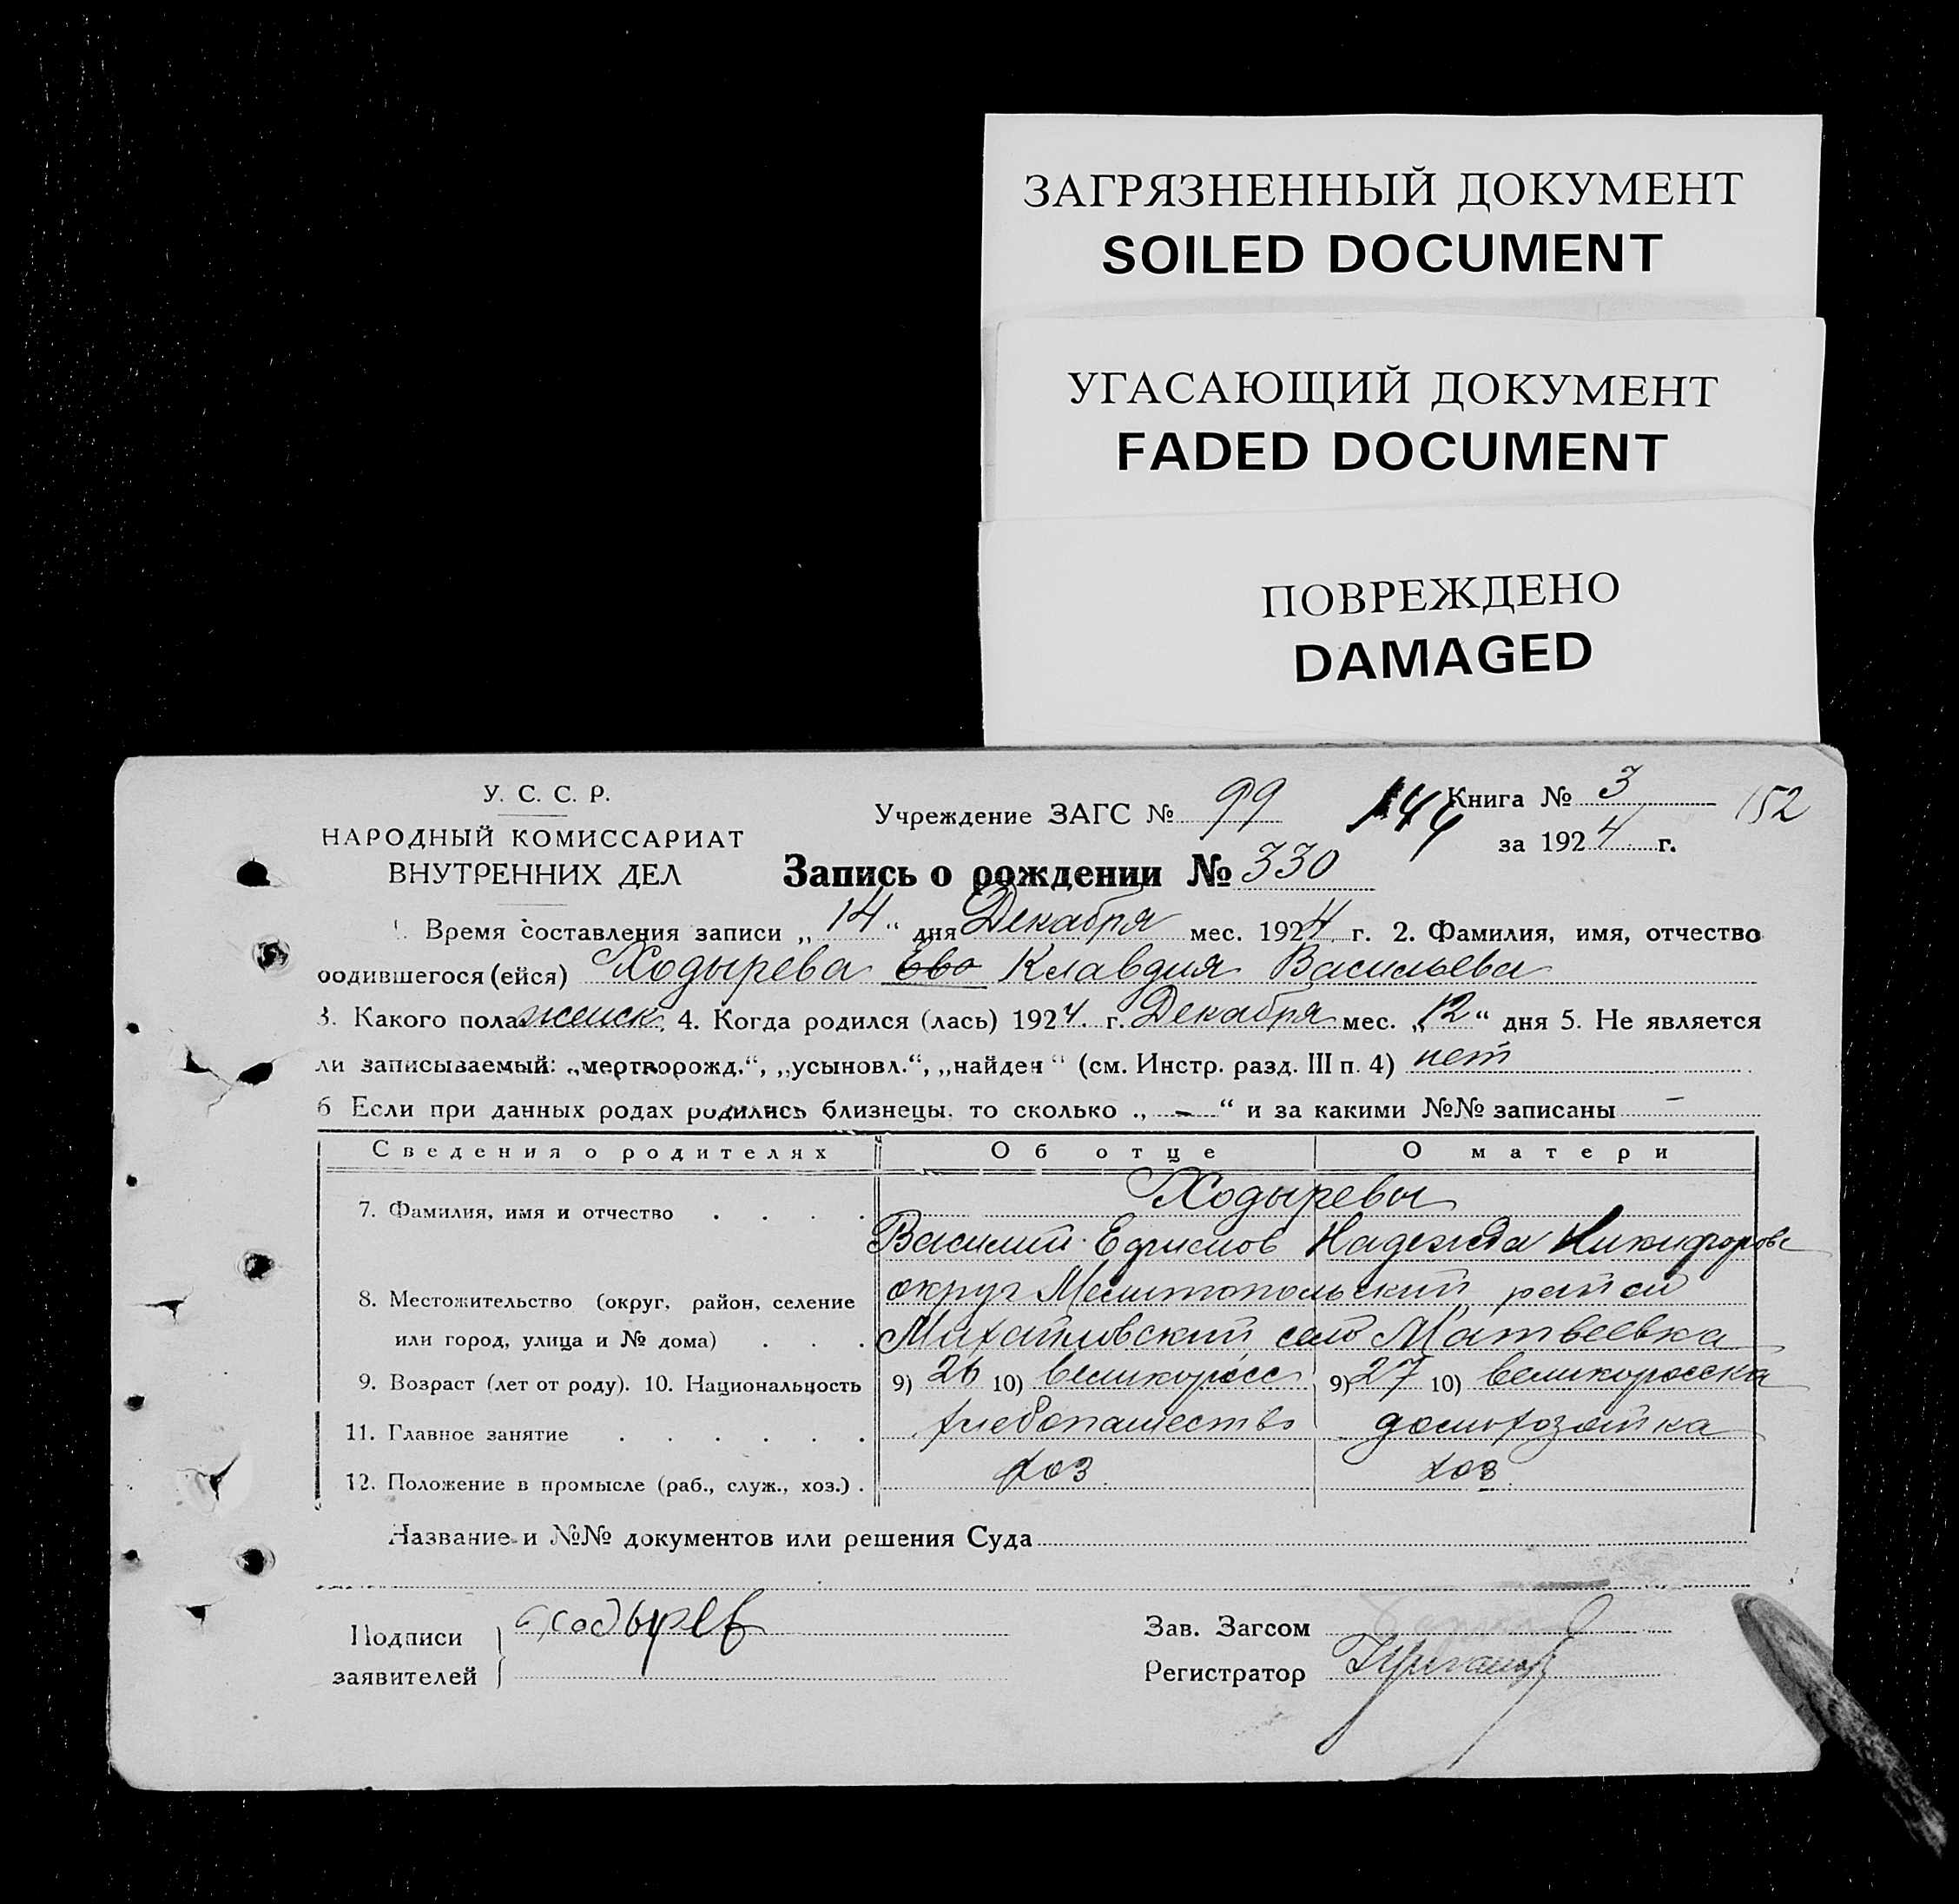 ЗАГРЯЗНЕННЫЙ ДОКУМЕНТ
SOILED DOCUMENT
УГАСАЮЩИЙ ДОКУМЕНТ
FADED DOCUMENT
ПОВРЕЖДЕНО
DAMAGED
У. С. С. Р.
НАРОДНЫЙ КОМИССАРИАТ
ВНУТРЕННИХ ДЕЛ
Учреждение ЗАГС № 99
144
Книга № 3
152
за 1924 г.
Запись о рождении № 330
1. Время составления записи „14“ дня Декабря мес. 1924 г. 2. Фамилия, имя, отчество
родившегося (ейся) Ходырева Ева Клавдия Васильева
3. Какого пола женск. 4. Когда родился (лась) 1924 г. Декабря мес. „12“ дня 5. Не является
ли записываемый: „мертворожд.“, „усыновл.“, „найден“ (см. Инстр. разд. III п. 4) нет
6 Если при данных родах родились близнецы, то сколько „ – “ и за какими №№ записаны –
Сведения о родителях Об отце О матери
7. Фамилия, имя и отчество Ходыревы
Василий Ефимов Надежда Никифорова
8. Местожительство (округ, район, селение округ Мелитопольский район
или город, улица и № дома) Михайловский, село Матвеевка
9. Возраст (лет от роду). 10. Национальность 9) 26 10) великоросс 9) 27 10) великоросска
11. Главное занятие хлебопашество домохозяйка
12. Положение в промысле (раб., служ., хоз.) хоз. хоз.
Название и №№ документов или решения Суда
Подписи заявителей Ходырев
Зав. Загсом
Регистратор